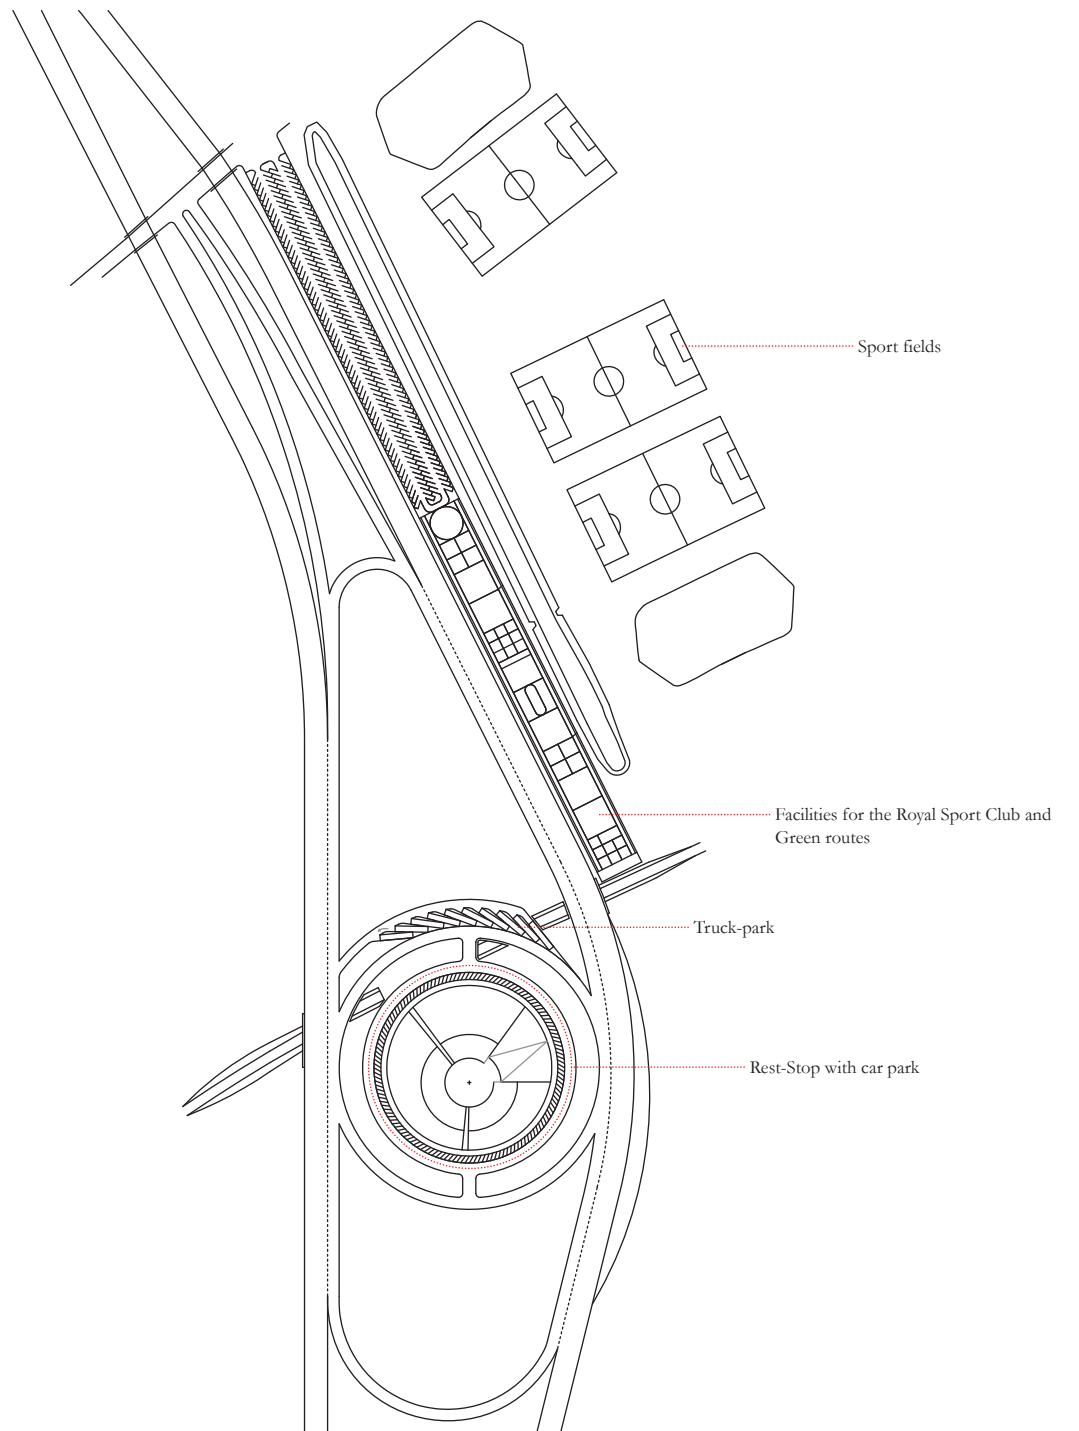 Sport fields
Facilities for the Royal Sport Club and
Green routes
Truck-park
Rest-Stop with car park